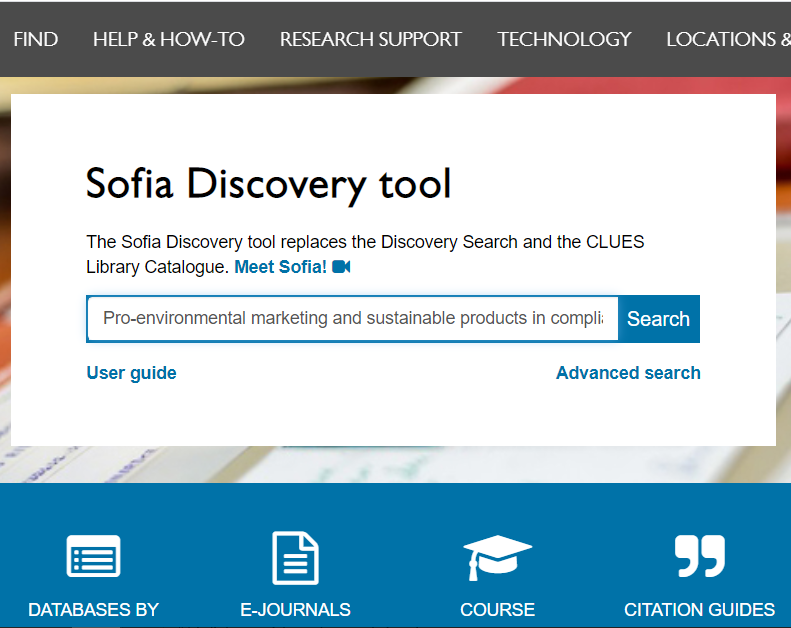 FIND HELP & HOW-TO RESEARCH SUPPORT TECHNOLOGY LOCATIONS &
Sofia Discovery tool
The Sofia Discovery tool replaces the Discovery Search and the CLUES
Library Catalogue. Meet Sofia!
Pro-environmental marketing and sustainable products in compli Search
User guide Advanced search
DATABASES BY E-JOURNALS COURSE CITATION GUIDES